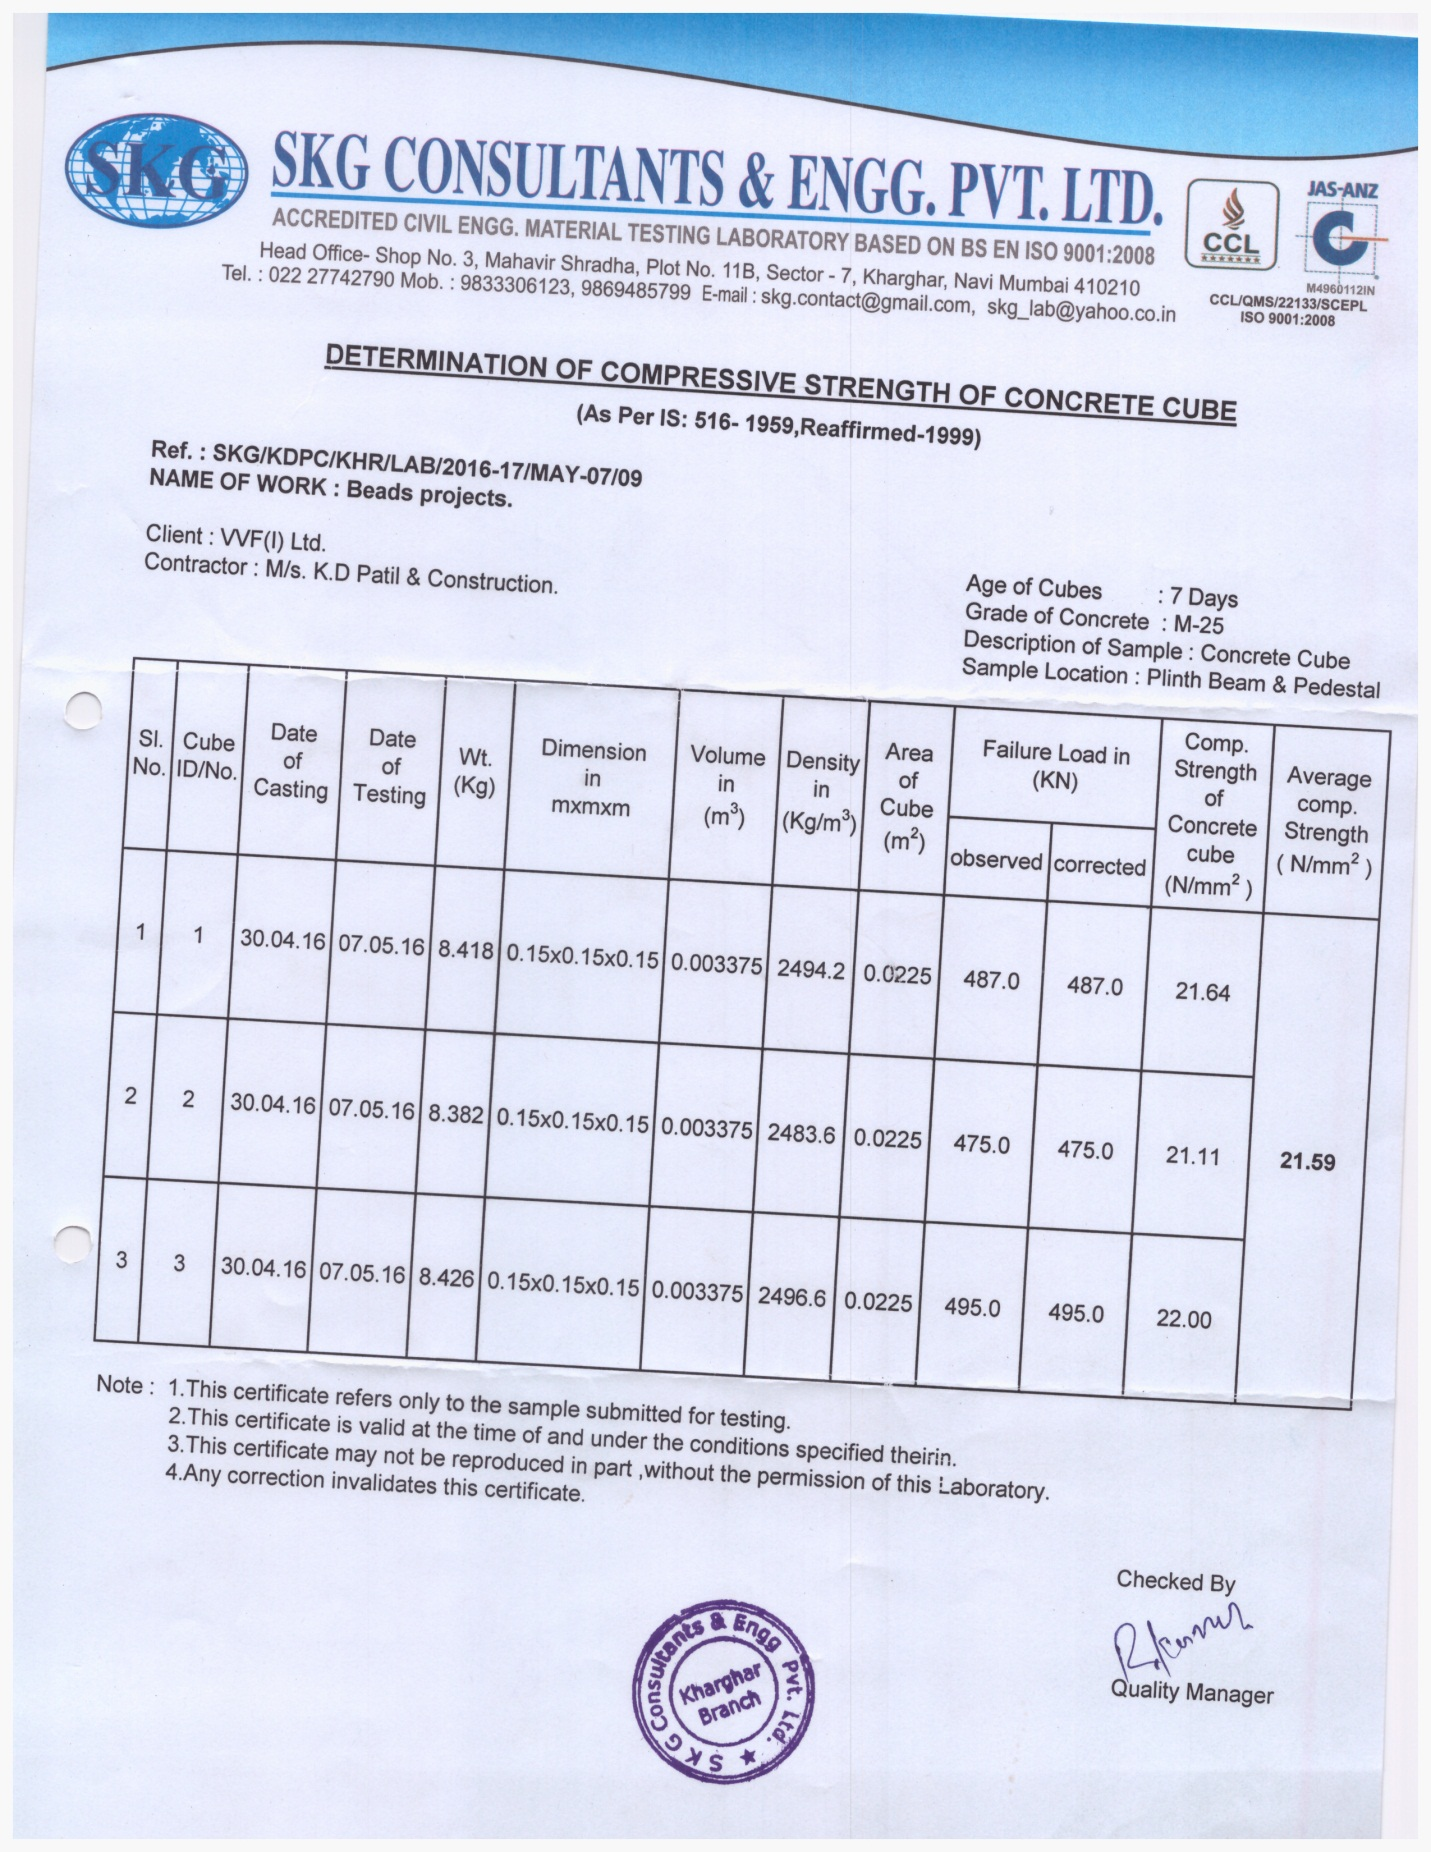 SKG
SKG CONSULTANTS & ENGG. PVT. LTD.
ACCREDITED CIVIL ENGG. MATERIAL TESTING LABORATORY BASED ON BS EN ISO 9001:2008
Head Office- Shop No. 3, Mahavir Shradha, Plot No. 11B, Sector - 7, Kharghar, Navi Mumbai 410210
Tel. : 022 27742790 Mob. : 9833306123, 9869485799 E-mail : skg.contact@gmail.com, skg_lab@yahoo.co.in
CCL
JAS-ANZ
C
M4960112IN
CCL/QMS/22133/SCEPL
ISO 9001:2008
DETERMINATION OF COMPRESSIVE STRENGTH OF CONCRETE CUBE
(As Per IS: 516- 1959,Reaffirmed-1999)
Ref. : SKG/KDPC/KHR/LAB/2016-17/MAY-07/09
NAME OF WORK : Beads projects.
Client : VVF(I) Ltd.
Contractor : M/s. K.D Patil & Construction.
Age of Cubes : 7 Days
Grade of Concrete : M-25
Description of Sample : Concrete Cube
Sample Location : Plinth Beam & Pedestal
Sl. No. Cube ID/No. Date of Casting Date of Testing Wt. (Kg) Dimension in mxmxm Volume in (m³) Density in (Kg/m³) Area of Cube (m²) Failure Load in (KN) Comp. Strength of Concrete cube (N/mm²) Average comp. Strength ( N/mm² )
observed corrected
1 1 30.04.16 07.05.16 8.418 0.15x0.15x0.15 0.003375 2494.2 0.0225 487.0 487.0 21.64
2 2 30.04.16 07.05.16 8.382 0.15x0.15x0.15 0.003375 2483.6 0.0225 475.0 475.0 21.11 21.59
3 3 30.04.16 07.05.16 8.426 0.15x0.15x0.15 0.003375 2496.6 0.0225 495.0 495.0 22.00
Note : 1.This certificate refers only to the sample submitted for testing.
2.This certificate is valid at the time of and under the conditions specified theirin.
3.This certificate may not be reproduced in part ,without the permission of this Laboratory.
4.Any correction invalidates this certificate.
Checked By
Quality Manager
S K G Consultants & Engg Pvt. Ltd. ★
Kharghar
Branch